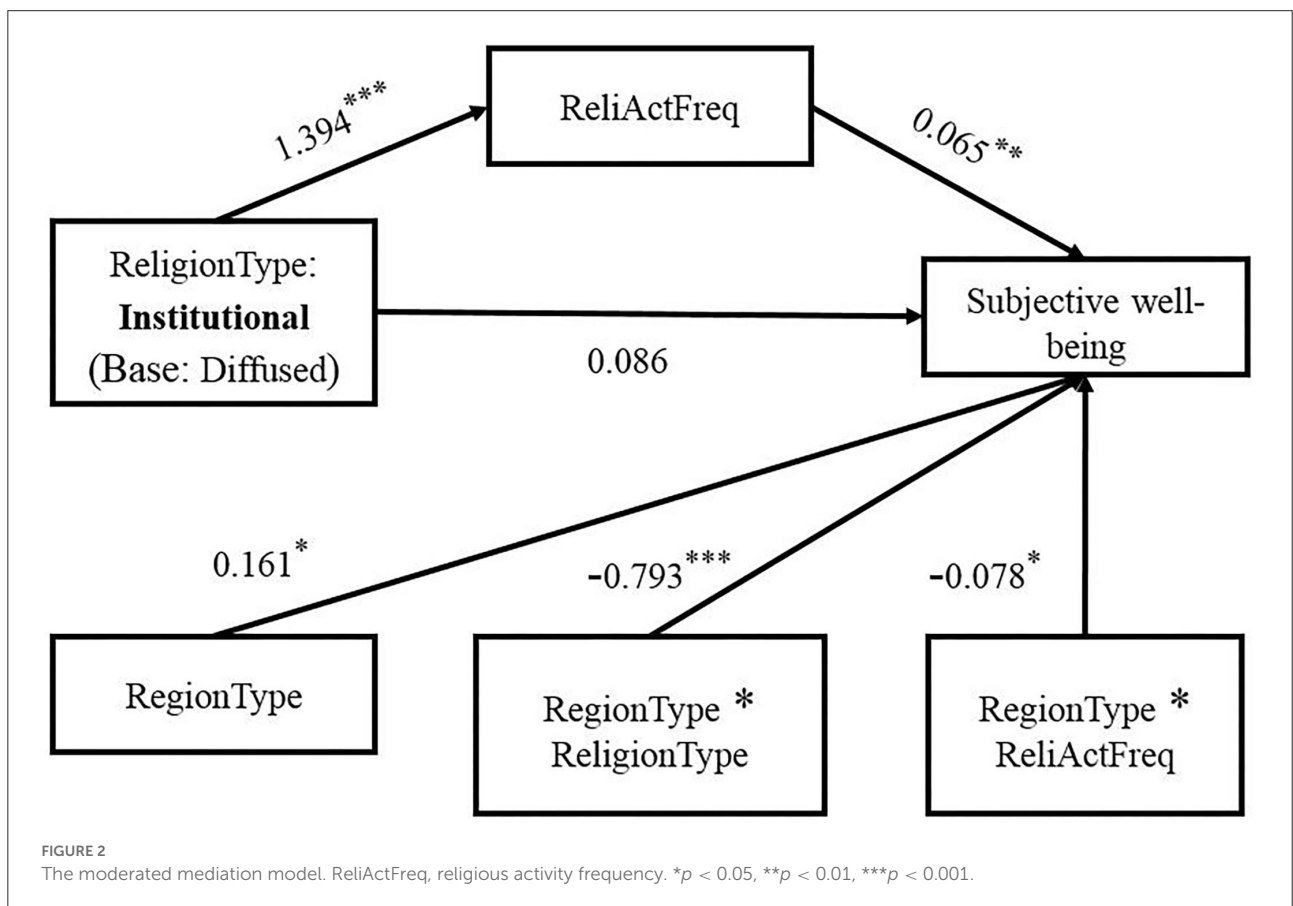 ReliActFreq
1.394***
0.065**
ReligionType:
Institutional
(Base: Diffused)
Subjective well-
being
0.086
0.161*
-0.793***
-0.078*
RegionType
RegionType *
ReligionType
RegionType *
ReliActFreq
FIGURE 2
The moderated mediation model. ReliActFreq, religious activity frequency. *p < 0.05, **p < 0.01, ***p < 0.001.